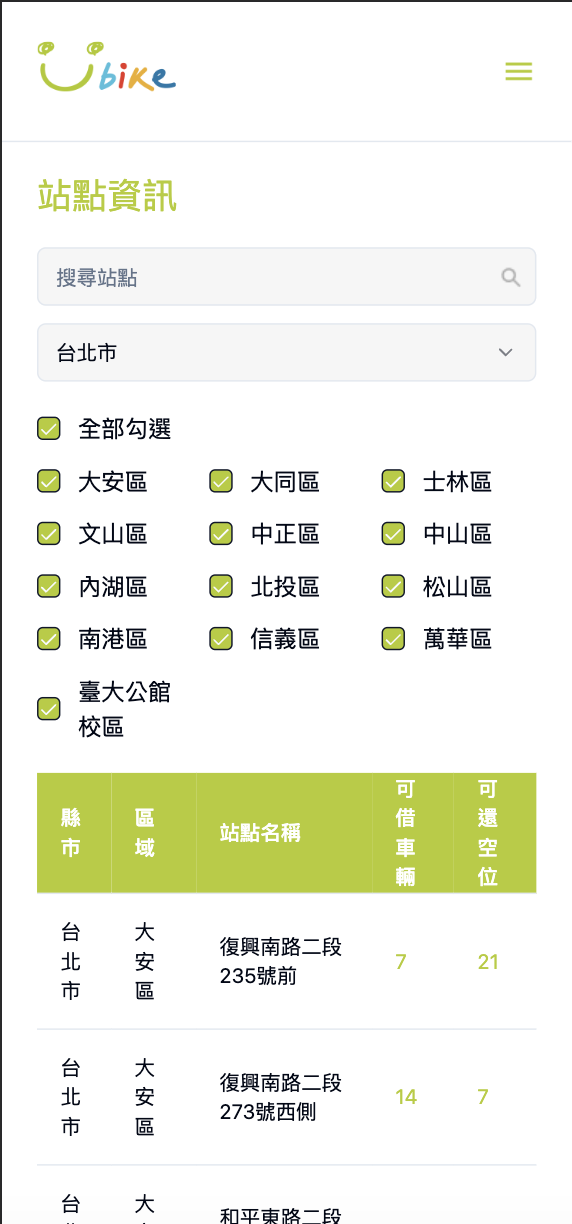 Ubike
站點資訊
搜尋站點
台北市
全部勾選
大安區 大同區 士林區
文山區 中正區 中山區
內湖區 北投區 松山區
南港區 信義區 萬華區
臺大公館
校區
縣市 區域 站點名稱 可借車輛 可還空位
台北市 大安區 復興南路二段 7 21
235號前
台北市 大安區 復興南路二段 14 7
273號西側
台 大 和平東路二段